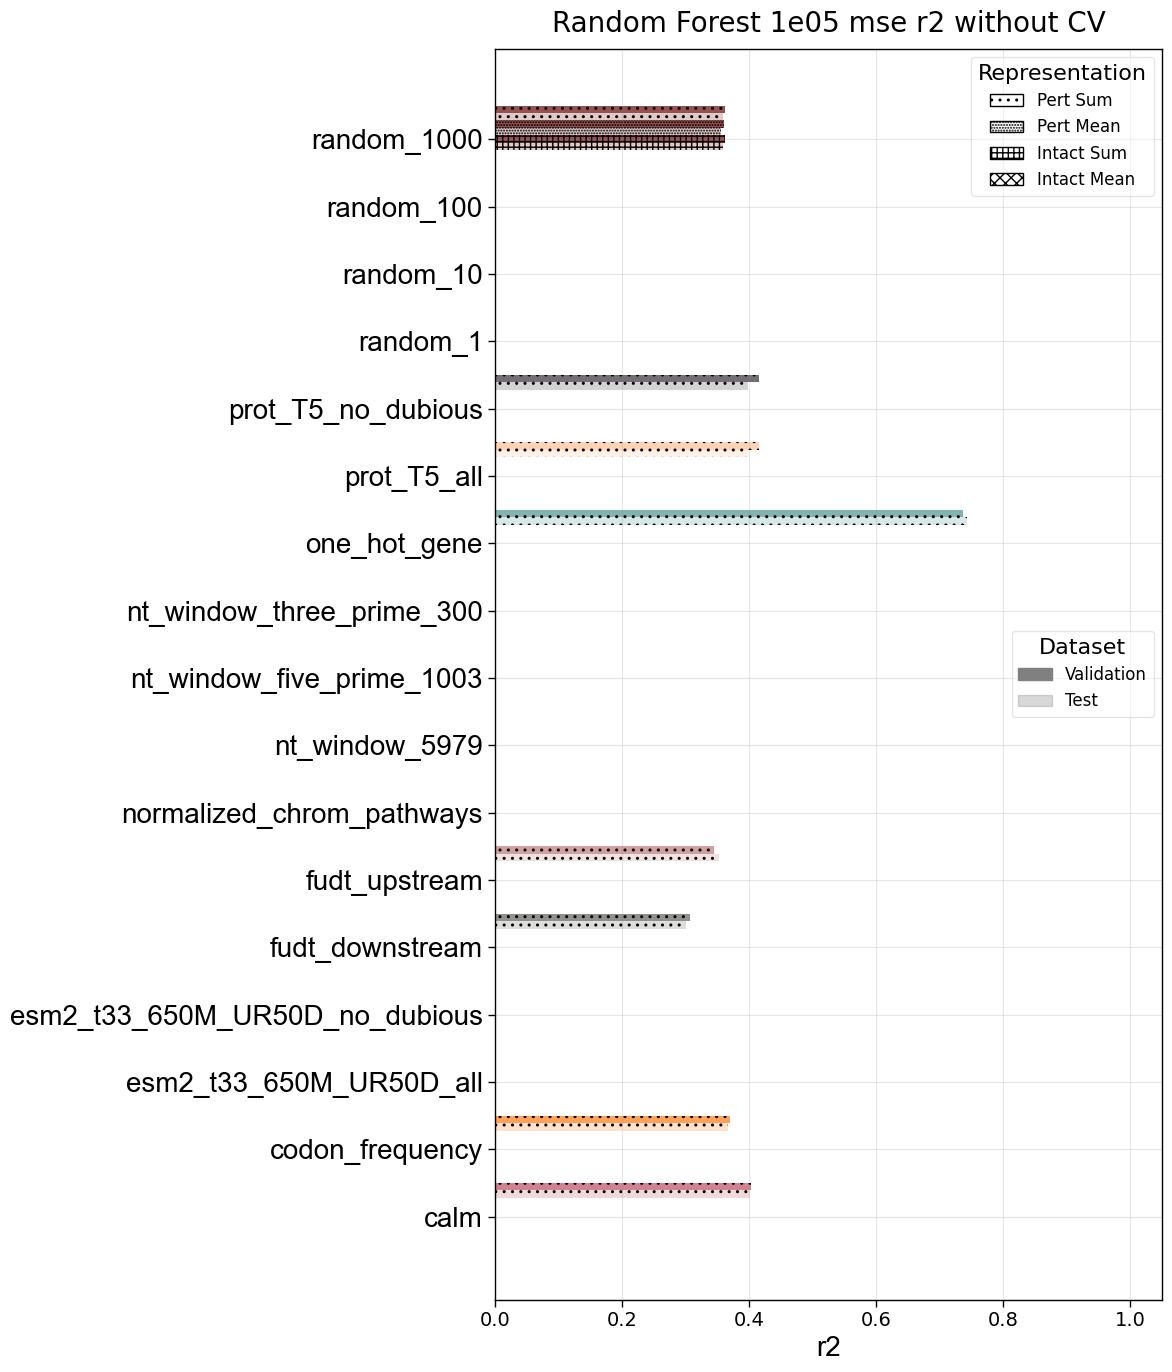 Random Forest 1e05 mse r2 without CV
Representation
Pert Sum
Pert Mean
Intact Sum
Intact Mean
random_1000
random_100
random_10
random_1
prot_T5_no_dubious
prot_T5_all
one_hot_gene
nt_window_three_prime_300
Dataset
Validation
Test
nt_window_five_prime_1003
nt_window_5979
normalized_chrom_pathways
fudt_upstream
fudt_downstream
esm2_t33_650M_UR50D_no_dubious
esm2_t33_650M_UR50D_all
codon_frequency
calm
0.0 0.2 0.4 0.6 0.8 1.0
r2